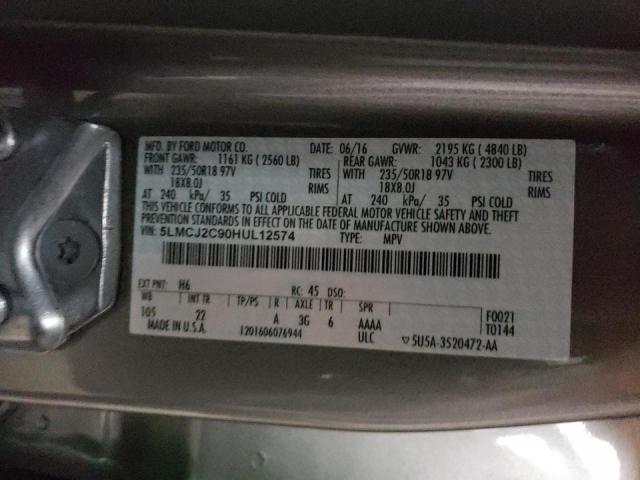 MFD. BY FORD MOTOR CO. DATE: 06/16 GVWR: 2195 KG ( 4840 LB)
FRONT GAWR: 1161 KG ( 2560 LB) REAR GAWR: 1043 KG ( 2300 LB)
WITH 235/50R18 97V TIRES WITH 235/50R18 97V TIRES
18X8.0J RIMS 18X8.0J RIMS
AT 240 kPa/ 35 PSI COLD AT 240 kPa/ 35 PSI COLD
THIS VEHICLE CONFORMS TO ALL APPLICABLE FEDERAL MOTOR VEHICLE SAFETY AND THEFT
PREVENTION STANDARDS IN EFFECT ON THE DATE OF MANUFACTURE SHOWN ABOVE.
VIN: 5LMCJ2C90HUL12574 TYPE: MPV
EXT PNT: H6 RC: 45 DSO:
WB INT TR TP/PS R AXLE TR SPR F0021
105 22 A 3G 6 AAAA T0144
MADE IN U.S.A. 1201606076944 ULC ▽5U5A-3520472-AA